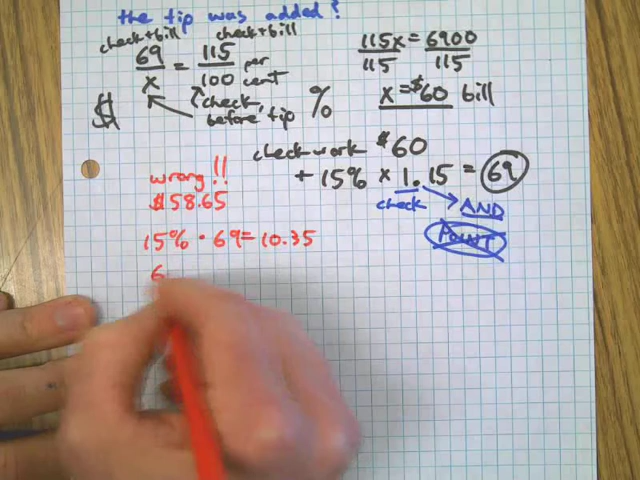 the tip was added?
check+bill check+bill
69/x = 115/100 per cent
$ check, before tip %
115x = 6900
115 115
x = $60 bill
check work $60
+ 15% x 1.15 = 69
check AND
POINT
wrong!!
$58.65
15% · 69 = 10.35
6